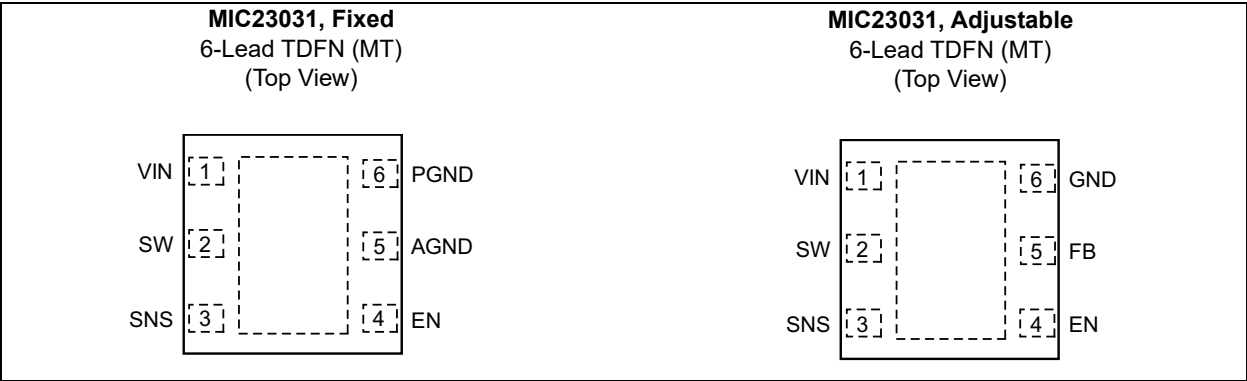 MIC23031, Fixed
6-Lead TDFN (MT)
(Top View)
VIN 1 6 PGND
SW 2 5 AGND
SNS 3 4 EN
MIC23031, Adjustable
6-Lead TDFN (MT)
(Top View)
VIN 1 6 GND
SW 2 5 FB
SNS 3 4 EN